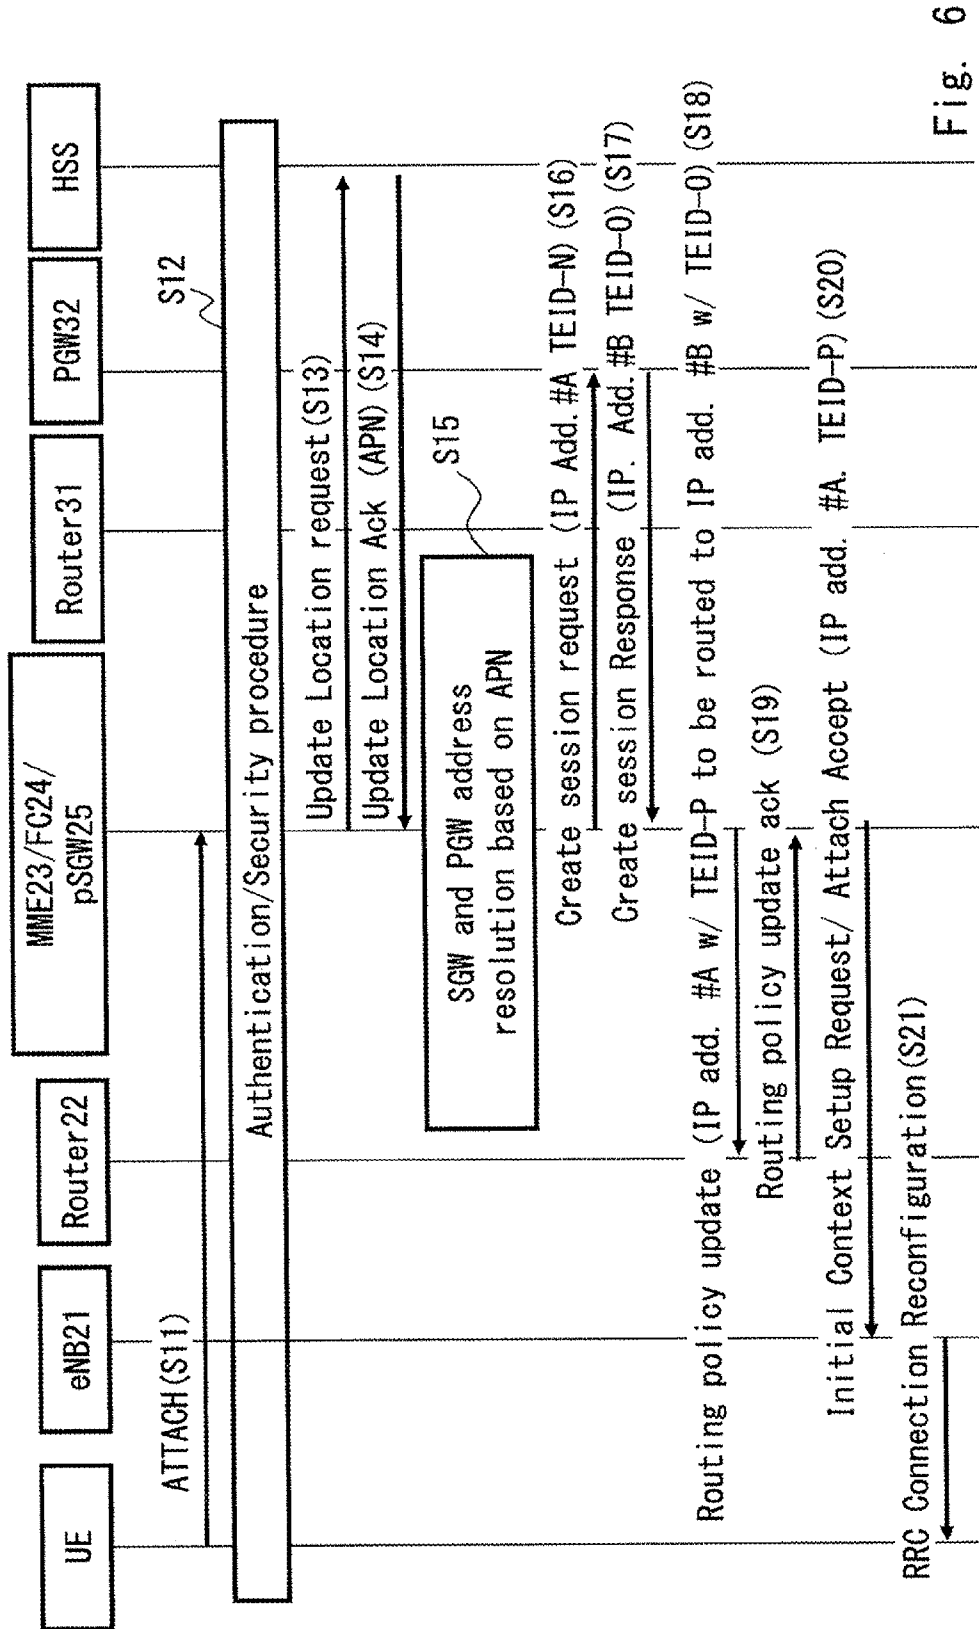 UE
eNB21
Router22
MME23/FC24/
pSGW25
Router31
PGW32
HSS
ATTACH(S11)
S12
Authentication/Security procedure
Update Location request(S13)
Update Location Ack (APN)(S14)
S15
SGW and PGW address
resolution based on APN
Create session request (IP Add.#A TEID-N)(S16)
Create session Response (IP. Add.#B TEID-O)(S17)
Routing policy update (IP add. #A w/ TEID-P to be routed to IP add. #B w/ TEID-O)(S18)
Routing policy update ack (S19)
Initial Context Setup Request/ Attach Accept (IP add. #A. TEID-P)(S20)
RRC Connection Reconfiguration(S21)
Fig. 6